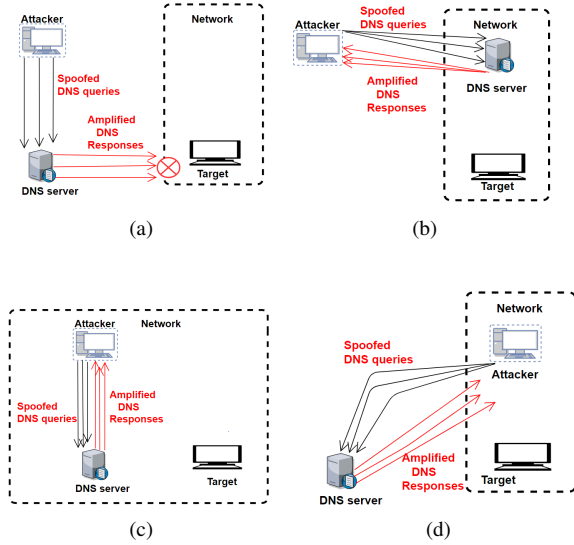 Attacker
Network
Spoofed
DNS queries
Amplified
DNS
Responses
DNS server
Target
(a)
Spoofed
DNS queries
Network
Attacker
Amplified
DNS
Responses
DNS server
Target
(b)
Attacker
Network
Spoofed
DNS queries
Amplified
DNS
Responses
DNS server
Target
(c)
Network
Spoofed
DNS queries
Attacker
Amplified
DNS
Responses
Target
DNS server
(d)